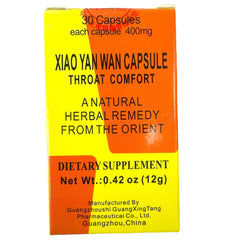 30 Capsules
each capsule 400mg
XIAO YAN WAN CAPSULE
THROAT COMFORT
A NATURAL
HERBAL REMEDY
FROM THE ORIENT
DIETARY SUPPLEMENT
Net Wt.:0.42 oz (12g)
Manufactured By
Guangzhoushi GuangXingTang
Pharmaceutical Co., Ltd.
Guangzhou,China